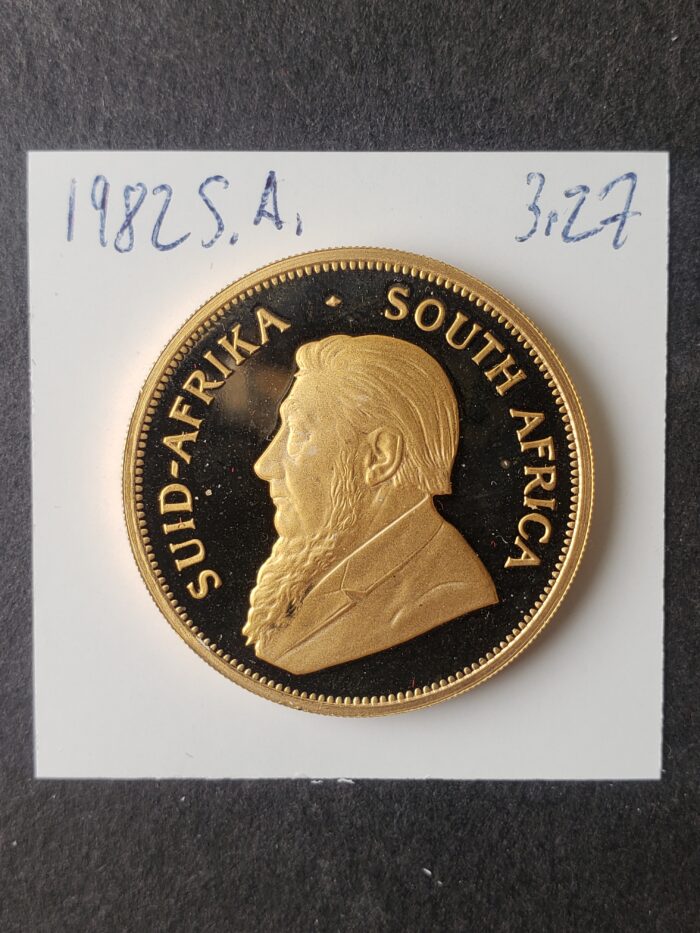 1982 S.A. 3.27
SUID-AFRIKA · SOUTH AFRICA